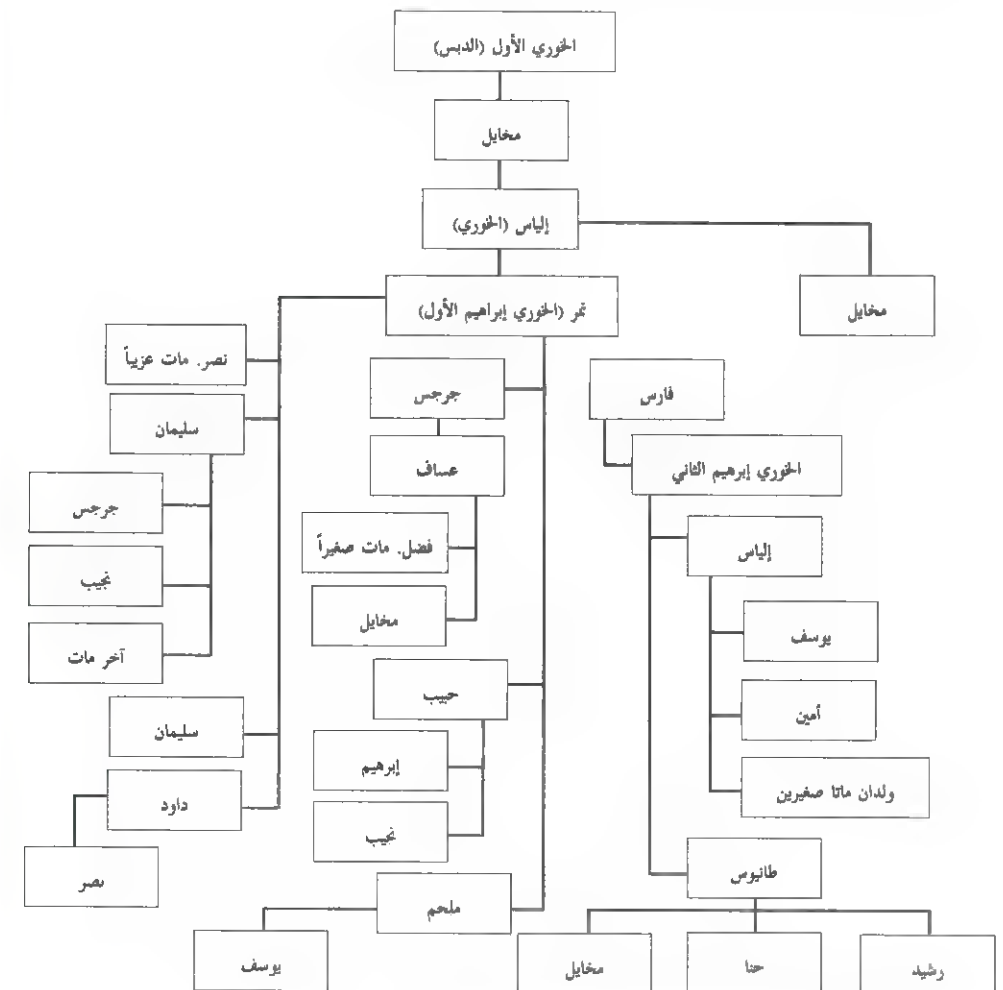 الخوري الأول (الدبس)
مخايل
إلياس (الخوري)
مخايل
نمر (الخوري إبراهيم الأول)
نصر. مات عزيباً
سليمان
جرجس
نجيب
آخر مات
سليمان
داود
نصر
جرجس
عساف
فضل. مات صغيراً
مخايل
حبيب
إبرهيم
نجيب
ملحم
يوسف
فارس
الخوري إبرهيم الثاني
إلياس
يوسف
أمين
ولدان ماتا صغيرين
طانيوس
مخايل
حنا
رشيد